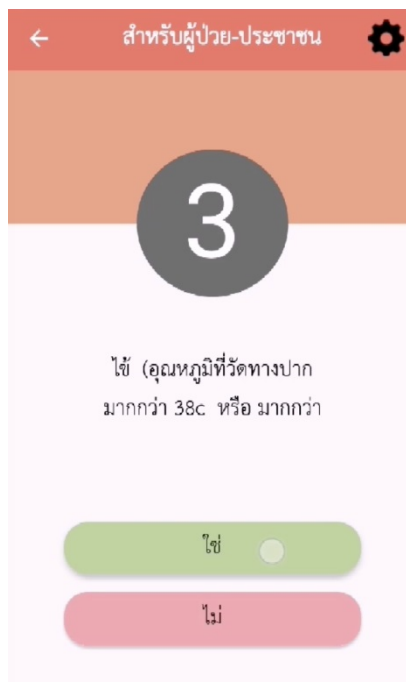 สำหรับผู้ป่วย-ประชาชน
3
ไข้ (อุณหภูมิที่วัดทางปาก
มากกว่า 38c หรือ มากกว่า
ใช่
ไม่